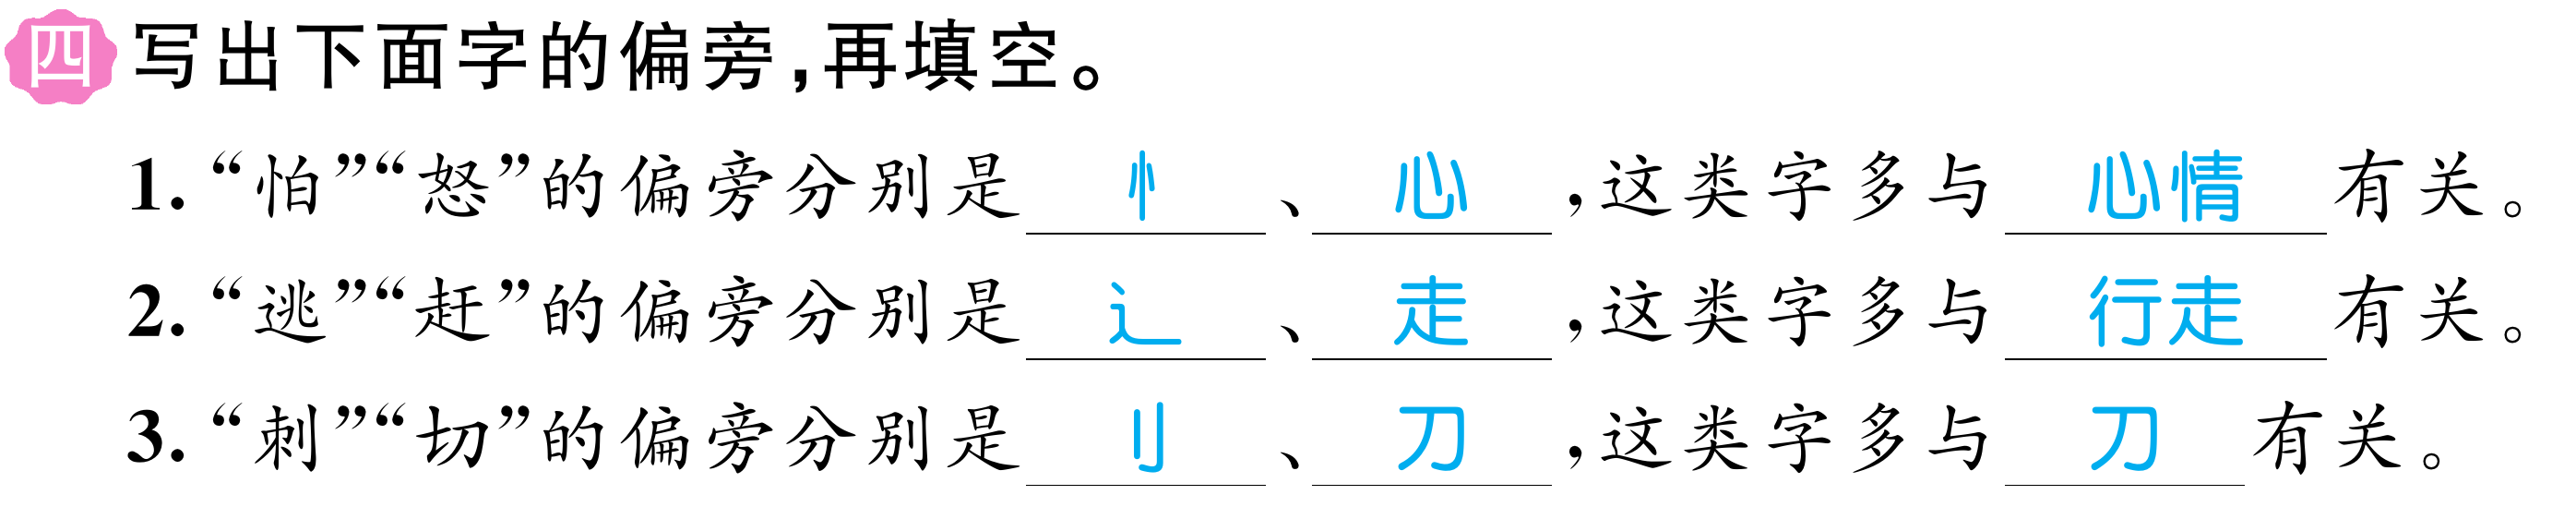 四 写出下面字的偏旁,再填空。
1. “怕”“怒”的偏旁分别是 忄 、 心 ,这类字多与 心情 有关。
2. “逃”“赶”的偏旁分别是 辶 、 走 ,这类字多与 行走 有关。
3. “刺”“切”的偏旁分别是 刂 、 刀 ,这类字多与 刀 有关。